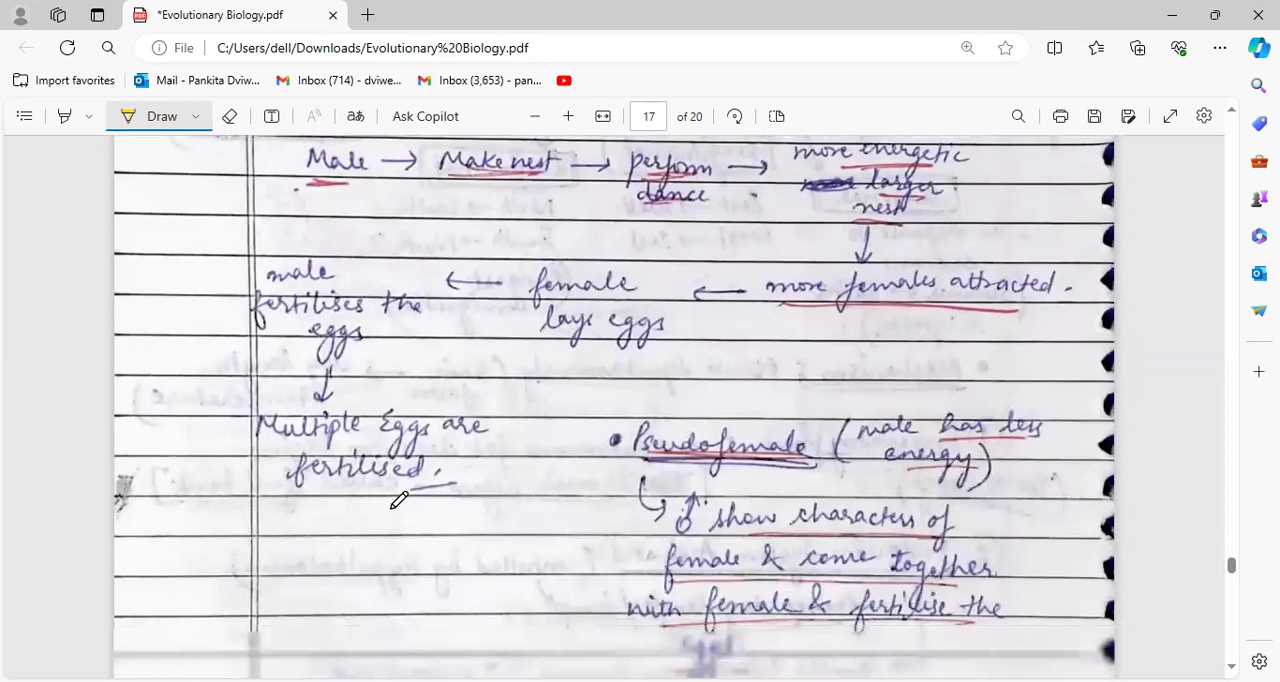 *Evolutionary Biology.pdf
File C:/Users/dell/Downloads/Evolutionary%20Biology.pdf
Import favorites Mail - Pankita Dviw... Inbox (714) - dviwe... Inbox (3,653) - pan...
Draw Ask Copilot 17 of 20
Male → Make nest → perform dance → more energetic larger nest
more females attracted.
female lays eggs
male fertilises the eggs
Multiple Eggs are fertilised.
• Pseudofemale (male has less energy)
♂ show characters of
female & come together
with female & fertilise the